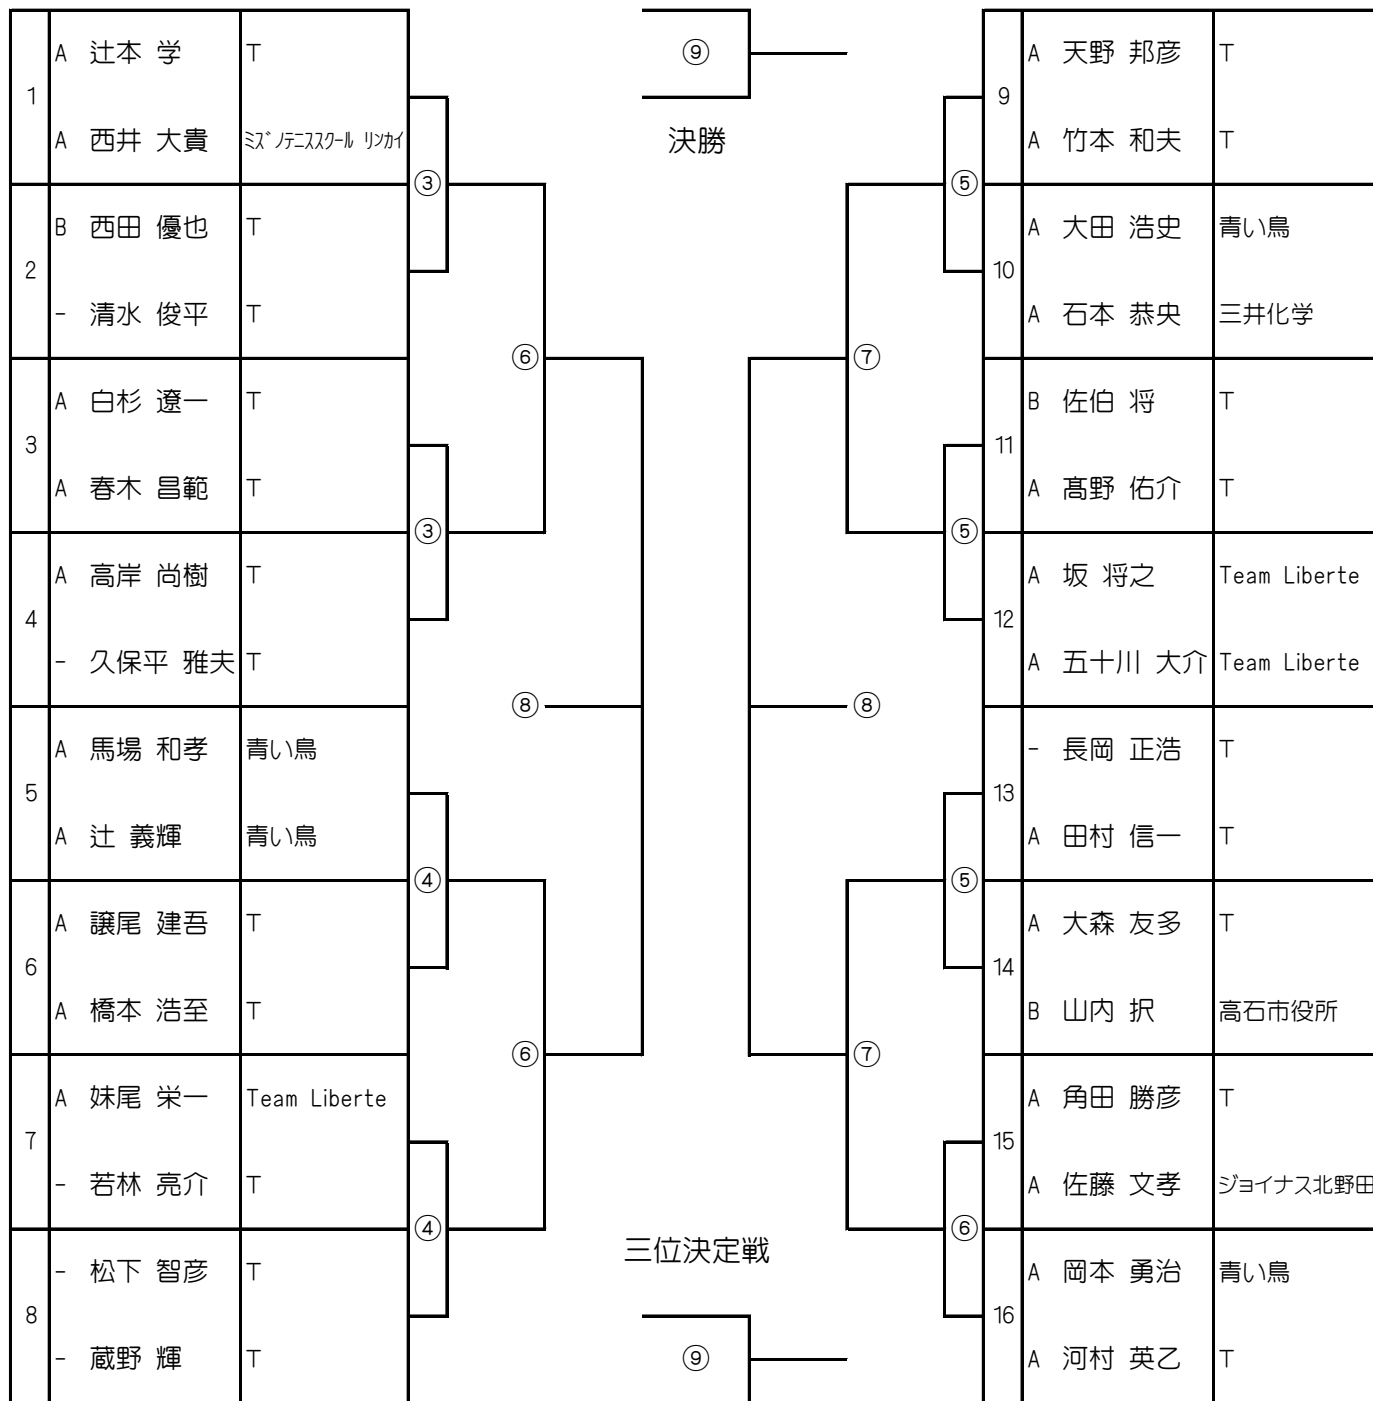 1
A 辻本 学 T
A 西井 大貴 ミズノテニススクール リンカイ
2
B 西田 優也 T
- 清水 俊平 T
3
A 白杉 遼一 T
A 春木 昌範 T
4
A 高岸 尚樹 T
- 久保平 雅夫 T
5
A 馬場 和孝 青い鳥
A 辻 義輝 青い鳥
6
A 譲尾 建吾 T
A 橋本 浩至 T
7
A 妹尾 栄一 Team Liberte
- 若林 亮介 T
8
- 松下 智彦 T
- 蔵野 輝 T
③
③
④
④
⑥
⑥
⑧
⑨
決勝
三位決定戦
⑨
⑧
⑦
⑦
⑤
⑤
⑤
⑥
9
A 天野 邦彦 T
A 竹本 和夫 T
10
A 大田 浩史 青い鳥
A 石本 恭央 三井化学
11
B 佐伯 将 T
A 髙野 佑介 T
12
A 坂 将之 Team Liberte
A 五十川 大介 Team Liberte
13
- 長岡 正浩 T
A 田村 信一 T
14
A 大森 友多 T
B 山内 択 高石市役所
15
A 角田 勝彦 T
A 佐藤 文孝 ジョイナス北野田
16
A 岡本 勇治 青い鳥
A 河村 英乙 T